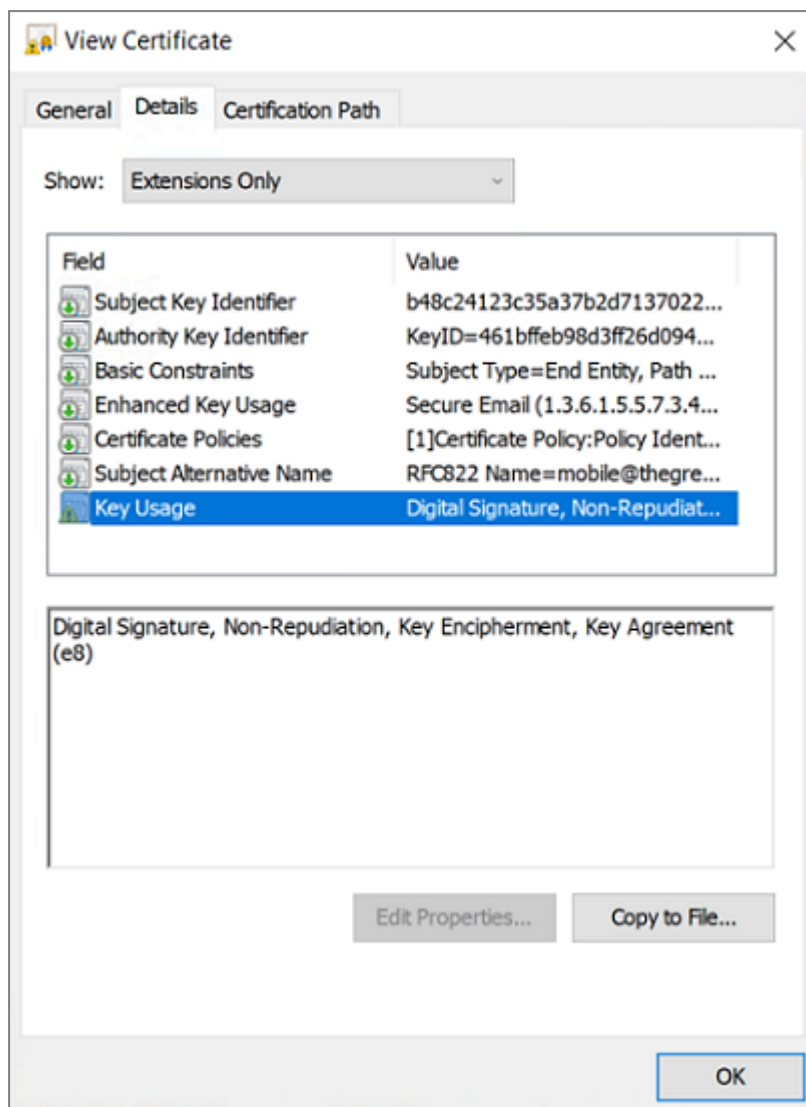 View Certificate
General Details Certification Path
Show: Extensions Only
Field Value
Subject Key Identifier b48c24123c35a37b2d7137022...
Authority Key Identifier KeyID=461bffeb98d3ff26d094...
Basic Constraints Subject Type=End Entity, Path ...
Enhanced Key Usage Secure Email (1.3.6.1.5.5.7.3.4...
Certificate Policies [1]Certificate Policy:Policy Ident...
Subject Alternative Name RFC822 Name=mobile@thegre...
Key Usage Digital Signature, Non-Repudiat...
Digital Signature, Non-Repudiation, Key Encipherment, Key Agreement
(e8)
Edit Properties... Copy to File...
OK